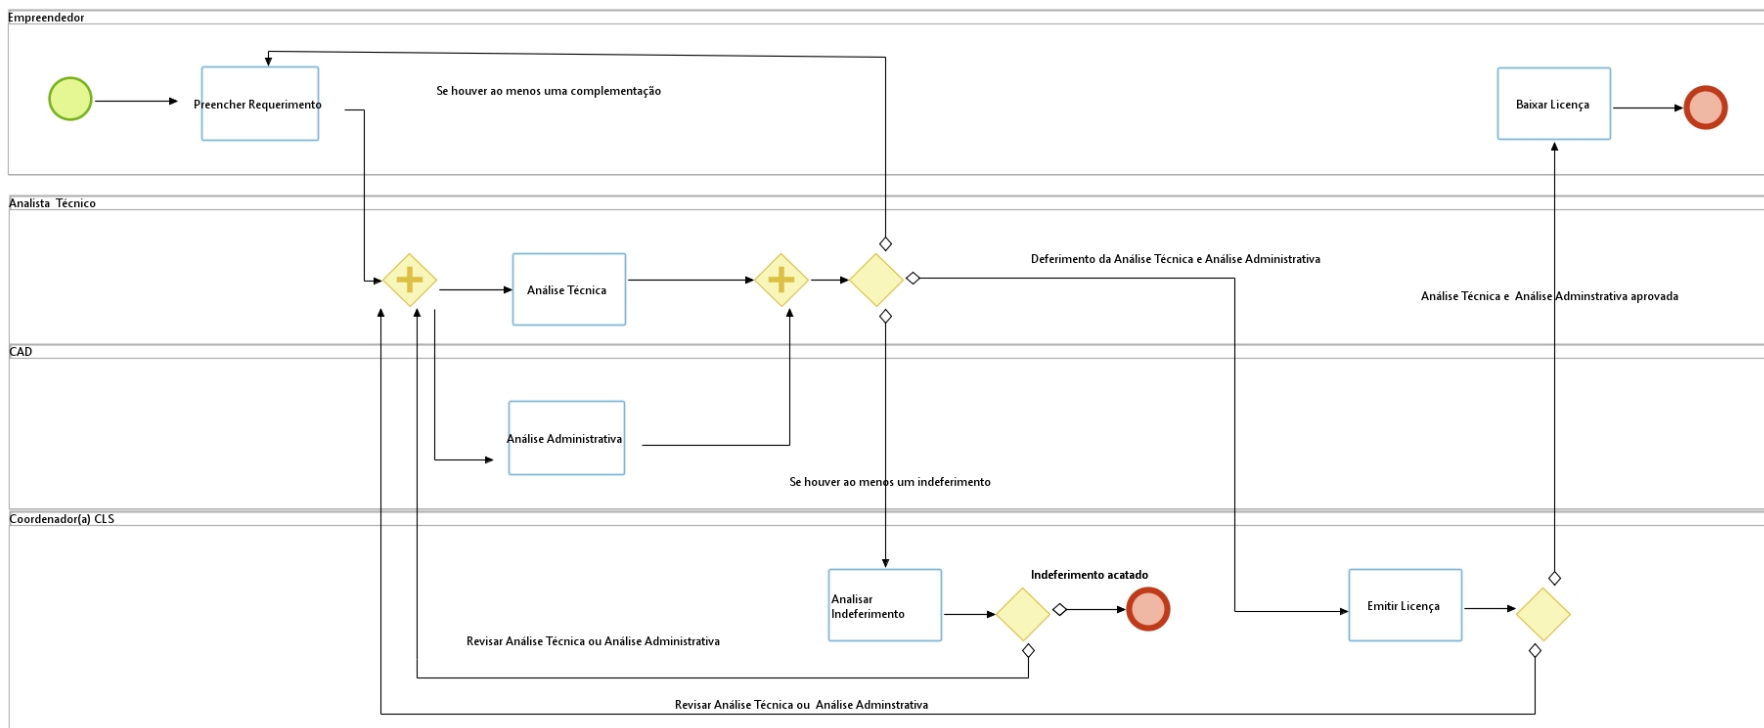 Empreendedor
Preencher Requerimento
Se houver ao menos uma complementação
Baixar Licença
Analista Técnico
Análise Técnica
Deferimento da Análise Técnica e Análise Administrativa
Análise Técnica e Análise Adminstrativa aprovada
CAD
Análise Administrativa
Se houver ao menos um indeferimento
Coordenador(a) CLS
Analisar
Indeferimento
Indeferimento acatado
Emitir Licença
Revisar Análise Técnica ou Análise Administrativa
Revisar Análise Técnica ou Análise Adminstrativa